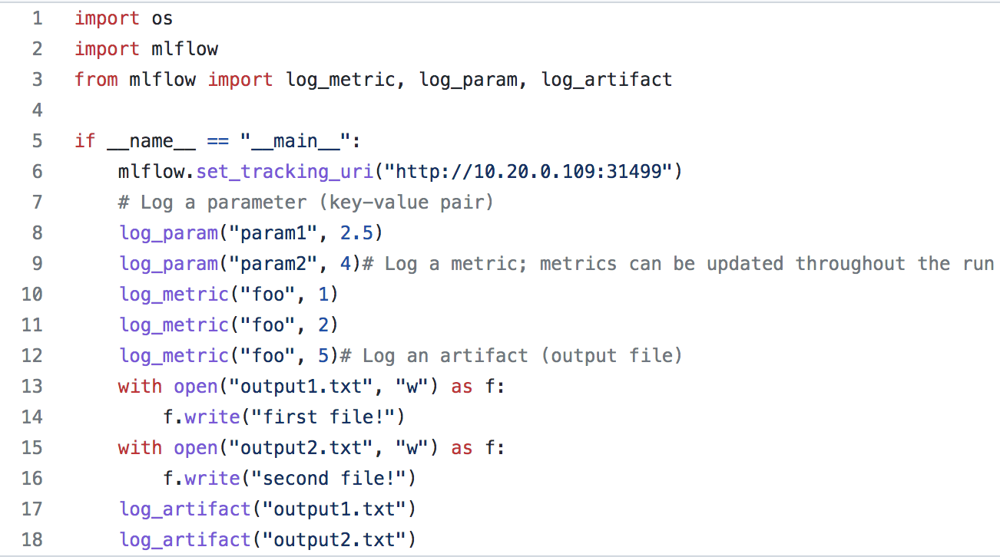 1 import os
2 import mlflow
3 from mlflow import log_metric, log_param, log_artifact
4
5 if __name__ == "__main__":
6     mlflow.set_tracking_uri("http://10.20.0.109:31499")
7     # Log a parameter (key-value pair)
8     log_param("param1", 2.5)
9     log_param("param2", 4)# Log a metric; metrics can be updated throughout the run
10     log_metric("foo", 1)
11     log_metric("foo", 2)
12     log_metric("foo", 5)# Log an artifact (output file)
13     with open("output1.txt", "w") as f:
14         f.write("first file!")
15     with open("output2.txt", "w") as f:
16         f.write("second file!")
17     log_artifact("output1.txt")
18     log_artifact("output2.txt")